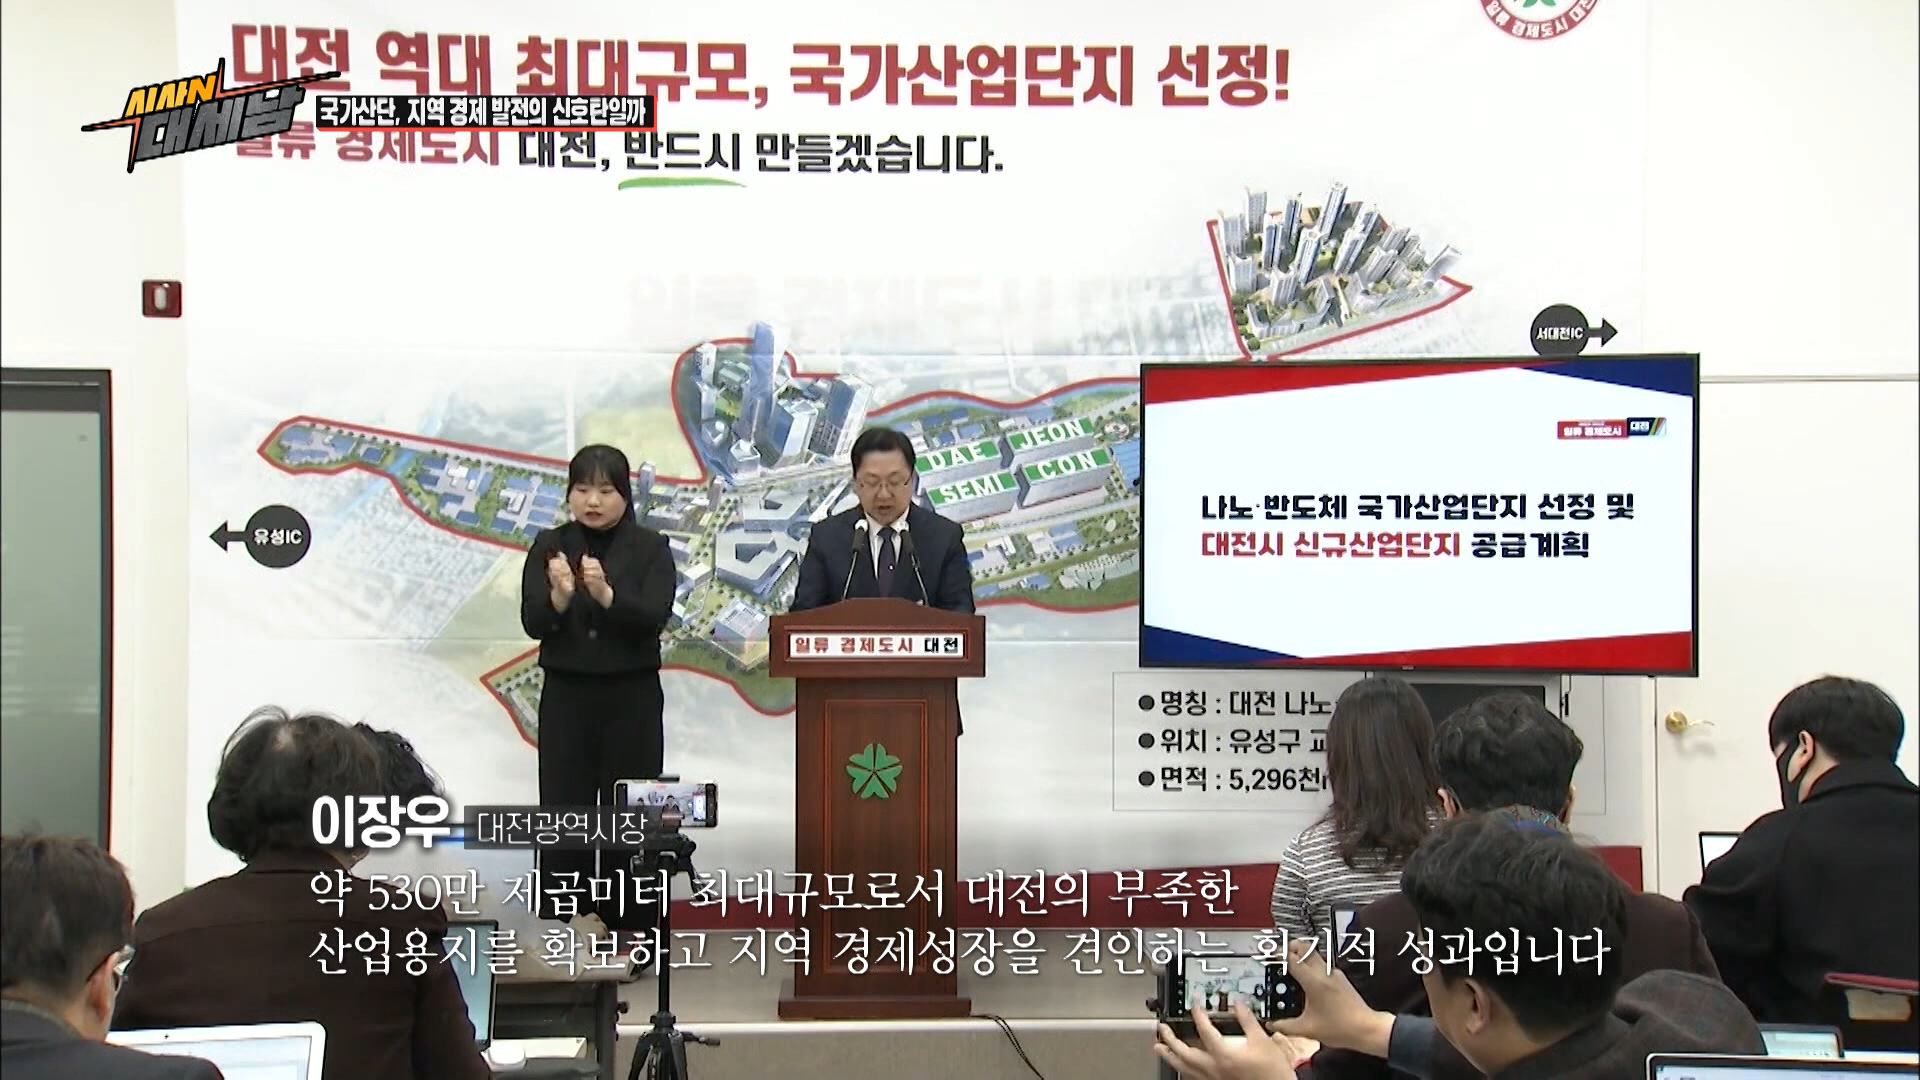 대전 역대 최대규모, 국가산업단지 선정!
시사N
대세남
국가산단, 지역 경제 발전의 신호탄일까
일류 경제도시 대전, 반드시 만들겠습니다.
일류 경제도시 대전
서대전IC
유성IC
DAE JEON
SEMI CON
일류 경제도시 대전
나노·반도체 국가산업단지 선정 및
대전시 신규산업단지 공급계획
일류 경제도시 대전
●명칭 : 대전 나노
●위치 : 유성구 교
●면적 : 5,296천
이장우 대전광역시장
약 530만 제곱미터 최대규모로서 대전의 부족한
산업용지를 확보하고 지역 경제성장을 견인하는 획기적 성과입니다